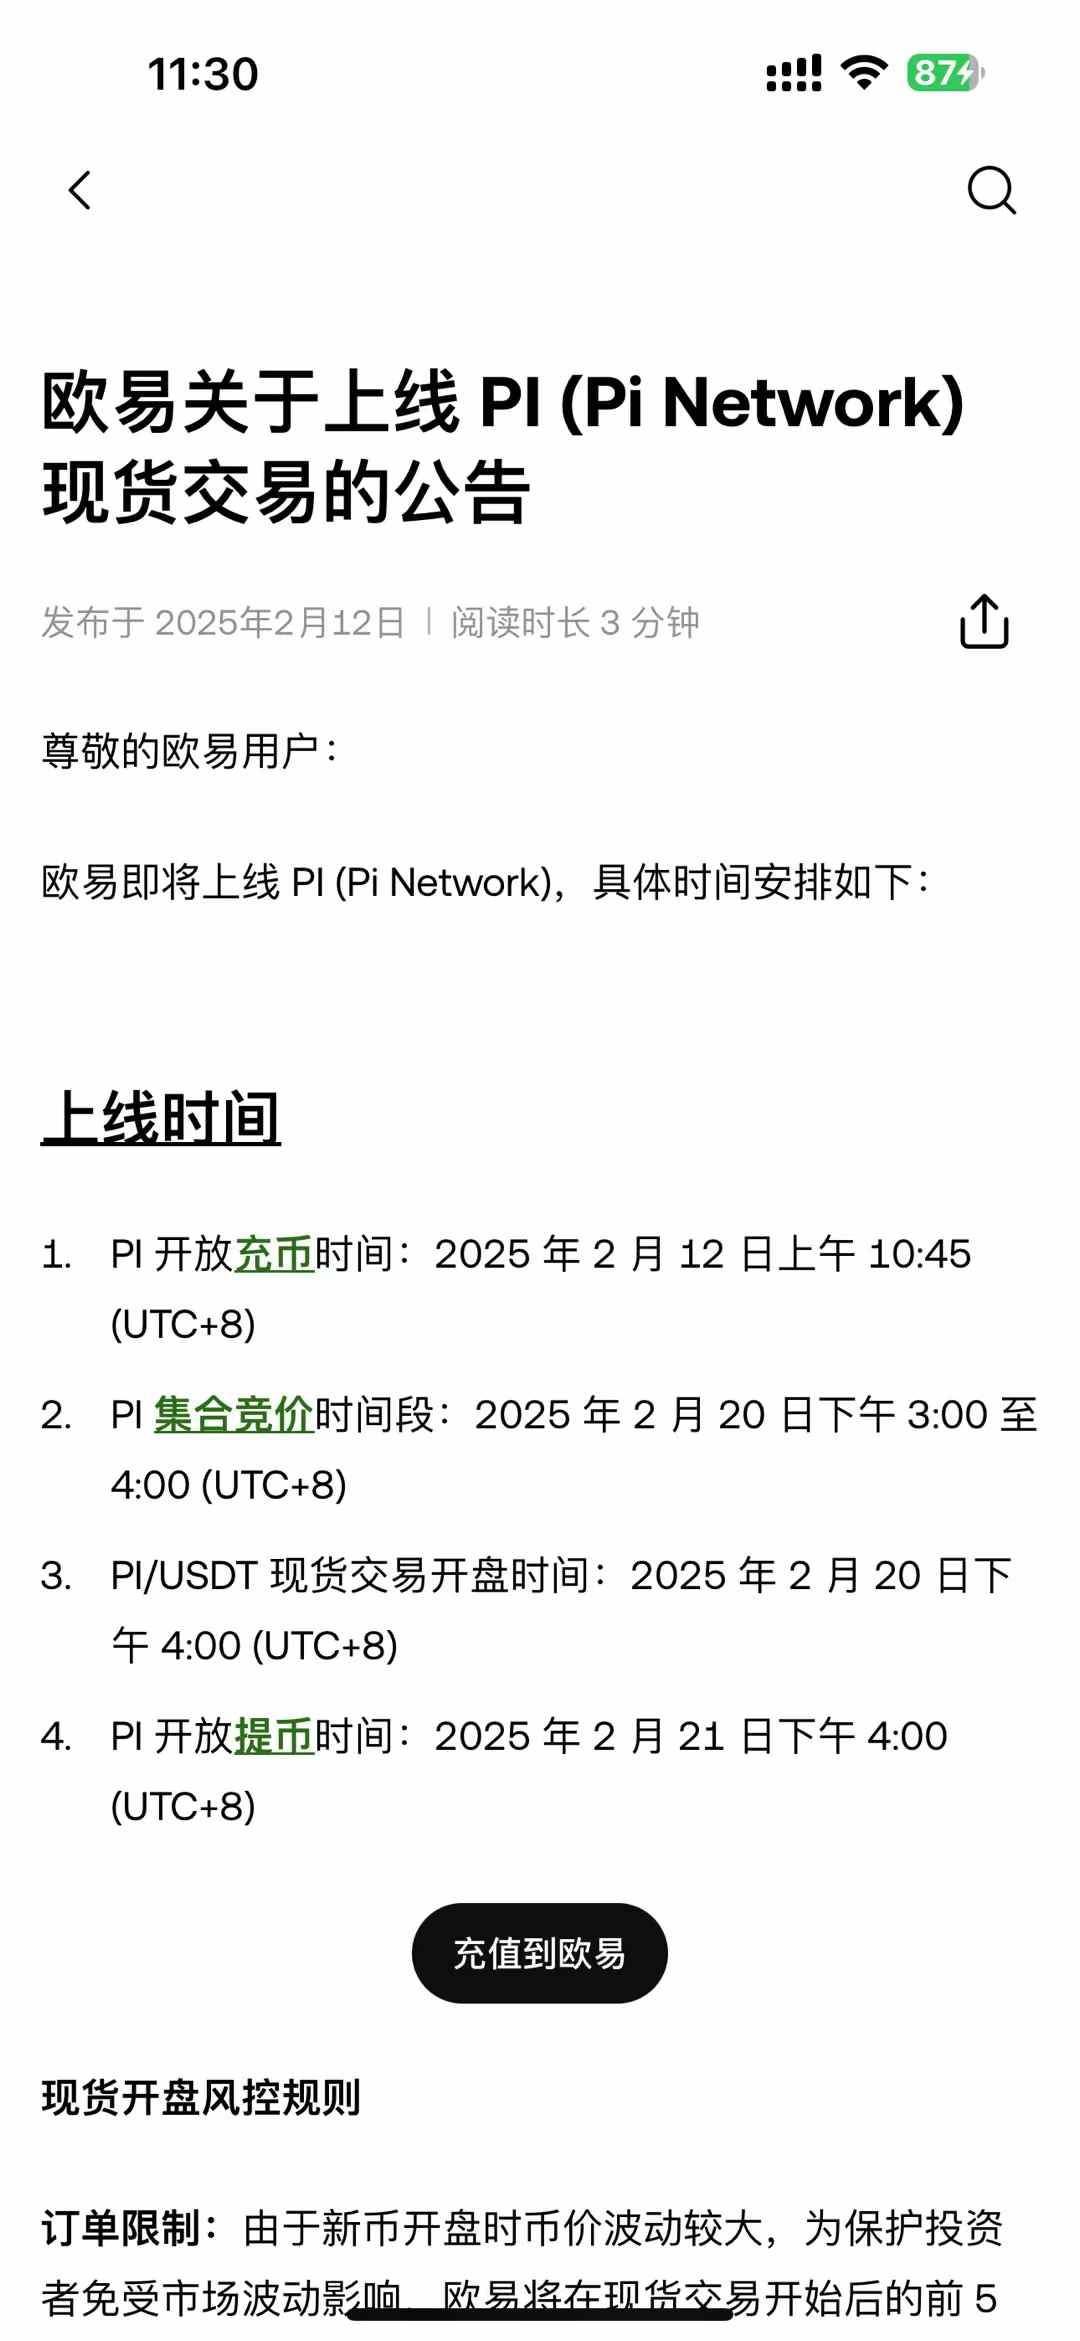 11:30
87
欧易关于上线 PI (Pi Network)
现货交易的公告
发布于 2025年2月12日 | 阅读时长 3 分钟
尊敬的欧易用户：
欧易即将上线 PI (Pi Network)，具体时间安排如下：
上线时间
1. PI 开放充币时间：2025 年 2 月 12 日上午 10:45
(UTC+8)
2. PI 集合竞价时间段：2025 年 2 月 20 日下午 3:00 至
4:00 (UTC+8)
3. PI/USDT 现货交易开盘时间：2025 年 2 月 20 日下
午 4:00 (UTC+8)
4. PI 开放提币时间：2025 年 2 月 21 日下午 4:00
(UTC+8)
充值到欧易
现货开盘风控规则
订单限制：由于新币开盘时币价波动较大，为保护投资
者免受市场波动影响，欧易将在现货交易开始后的前 5